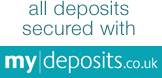 all deposits
secured with
my|deposits.co.uk